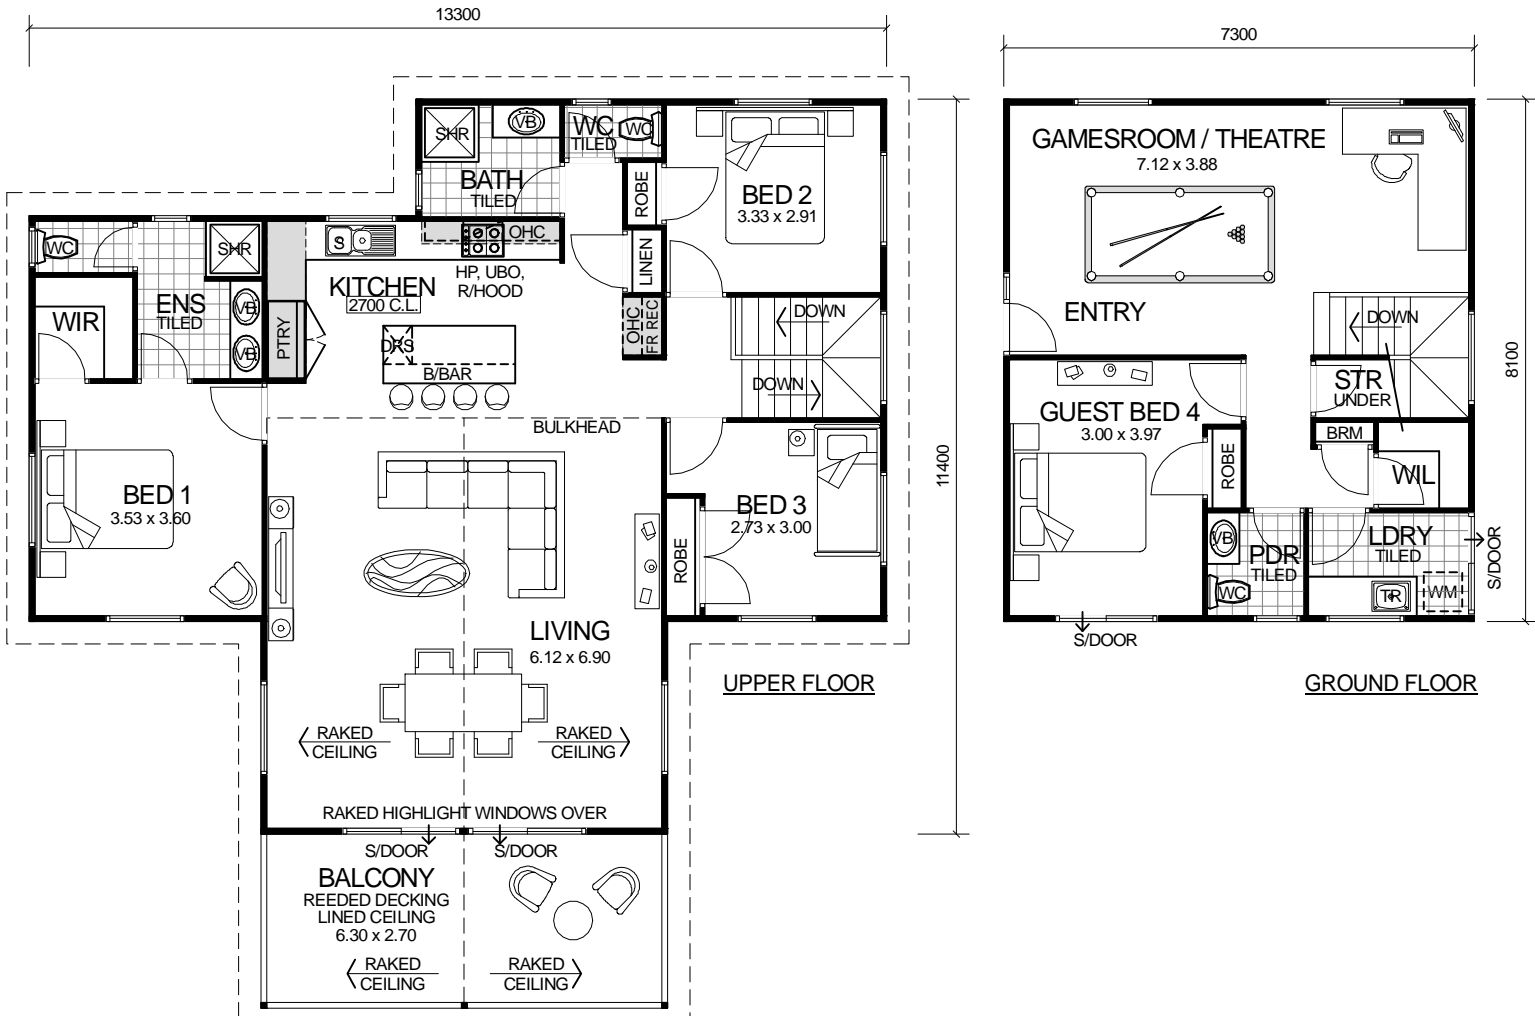 13300
SHR
VB
WC
TILED
WC
BATH
TILED
ROBE
BED 2
3.33 x 2.91
WC
SHR
S
OHC
HP, UBO,
R/HOOD
LINEN
KITCHEN
2700 C.L.
WIR
ENS
TILED
VB
VB
PTRY
DRS
B/BAR
OHC
FR REC
DOWN
DOWN
BULKHEAD
BED 1
3.53 x 3.60
BED 3
2.73 x 3.00
ROBE
LIVING
6.12 x 6.90
RAKED
CEILING
RAKED
CEILING
RAKED HIGHLIGHT WINDOWS OVER
S/DOOR
S/DOOR
BALCONY
REEDED DECKING
LINED CEILING
6.30 x 2.70
RAKED
CEILING
RAKED
CEILING
11400
UPPER FLOOR
7300
GAMESROOM / THEATRE
7.12 x 3.88
ENTRY
DOWN
STR
UNDER
GUEST BED 4
3.00 x 3.97
BRM
ROBE
WIL
VB
PDR
TILED
WC
LDRY
TILED
TR
WM
S/DOOR
S/DOOR
8100
GROUND FLOOR